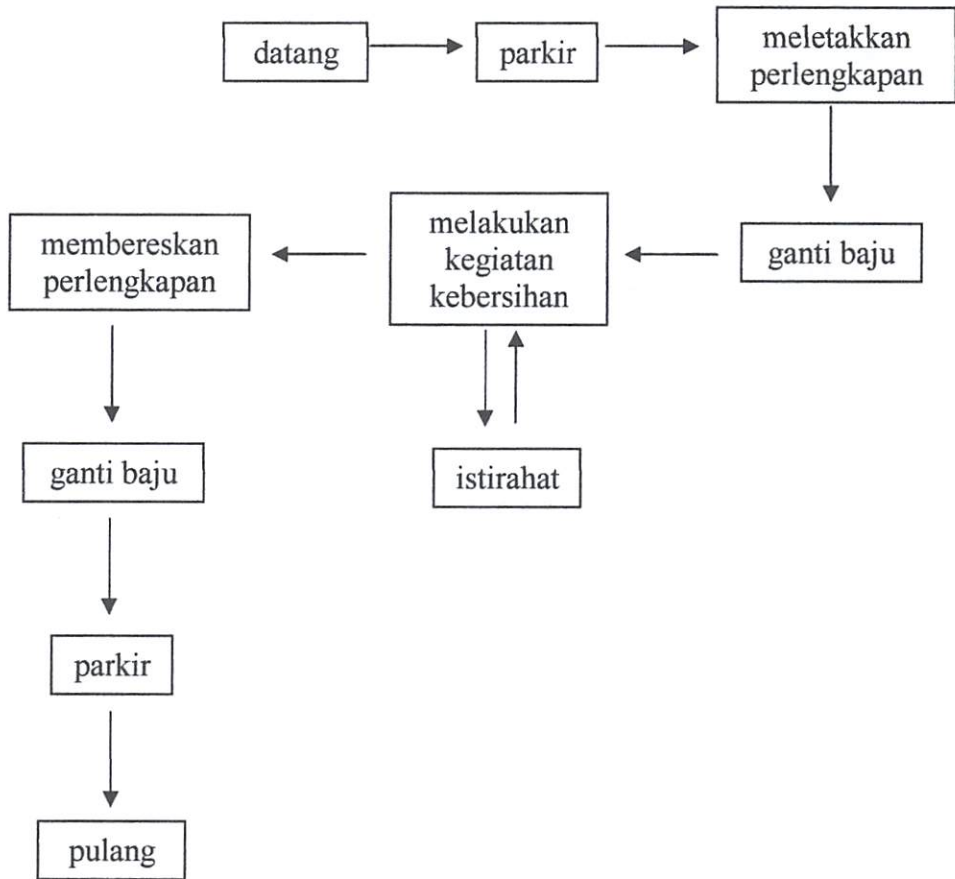 datang
parkir
meletakkan
perlengkapan
ganti baju
melakukan
kegiatan
kebersihan
istirahat
membereskan
perlengkapan
ganti baju
parkir
pulang